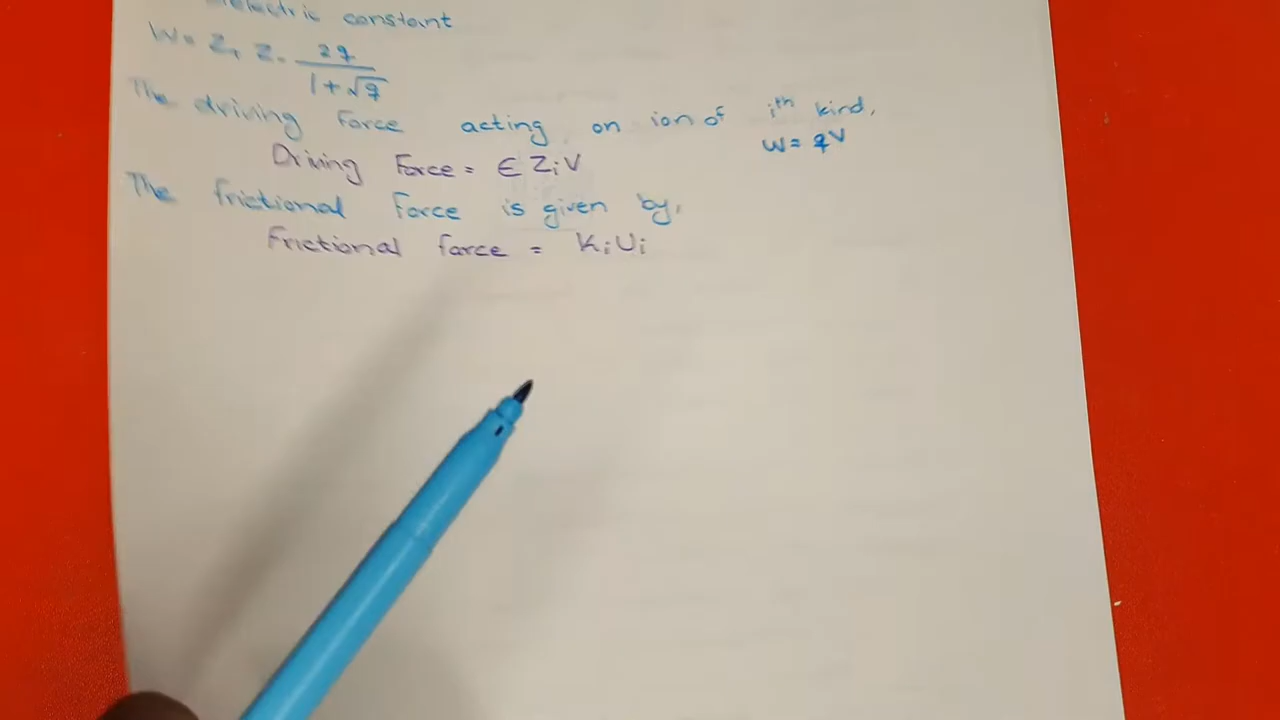 constant
W = Z₊ Z₋ 2q / 1 + √q
The driving Force acting on ion of iᵗʰ kind,
W = qV
Driving Force = ∈ ZᵢV
The frictional Force is given by,
Frictional force = KᵢUᵢ